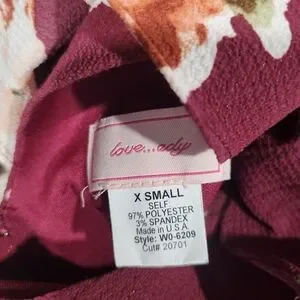 love...ady
X SMALL
SELF
97% POLYESTER
3% SPANDEX
Made in U.S.A
Style: W0-6209
Cut# 20701